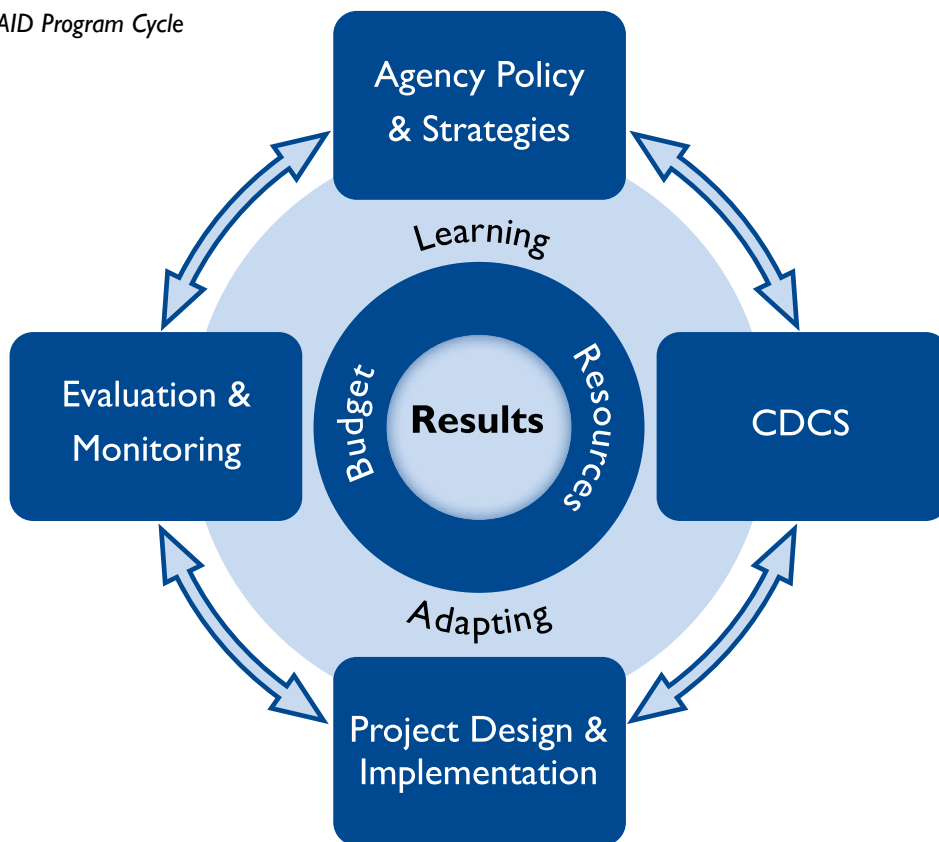 AID Program Cycle
Agency Policy
& Strategies
Learning
Evaluation &
Monitoring
Budget
Results
Resources
CDCS
Adapting
Project Design &
Implementation